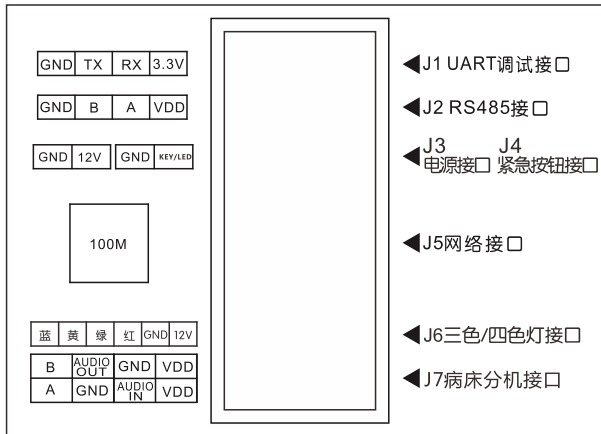 GND TX RX 3.3V
J1 UART调试接口
GND B A VDD
J2 RS485接口
GND 12V GND KEY/LED
J3 J4
电源接口 紧急按钮接口
100M
J5网络接口
蓝 黄 绿 红 GND 12V
J6三色/四色灯接口
B AUDIO OUT GND VDD
A GND AUDIO IN VDD
J7病床分机接口